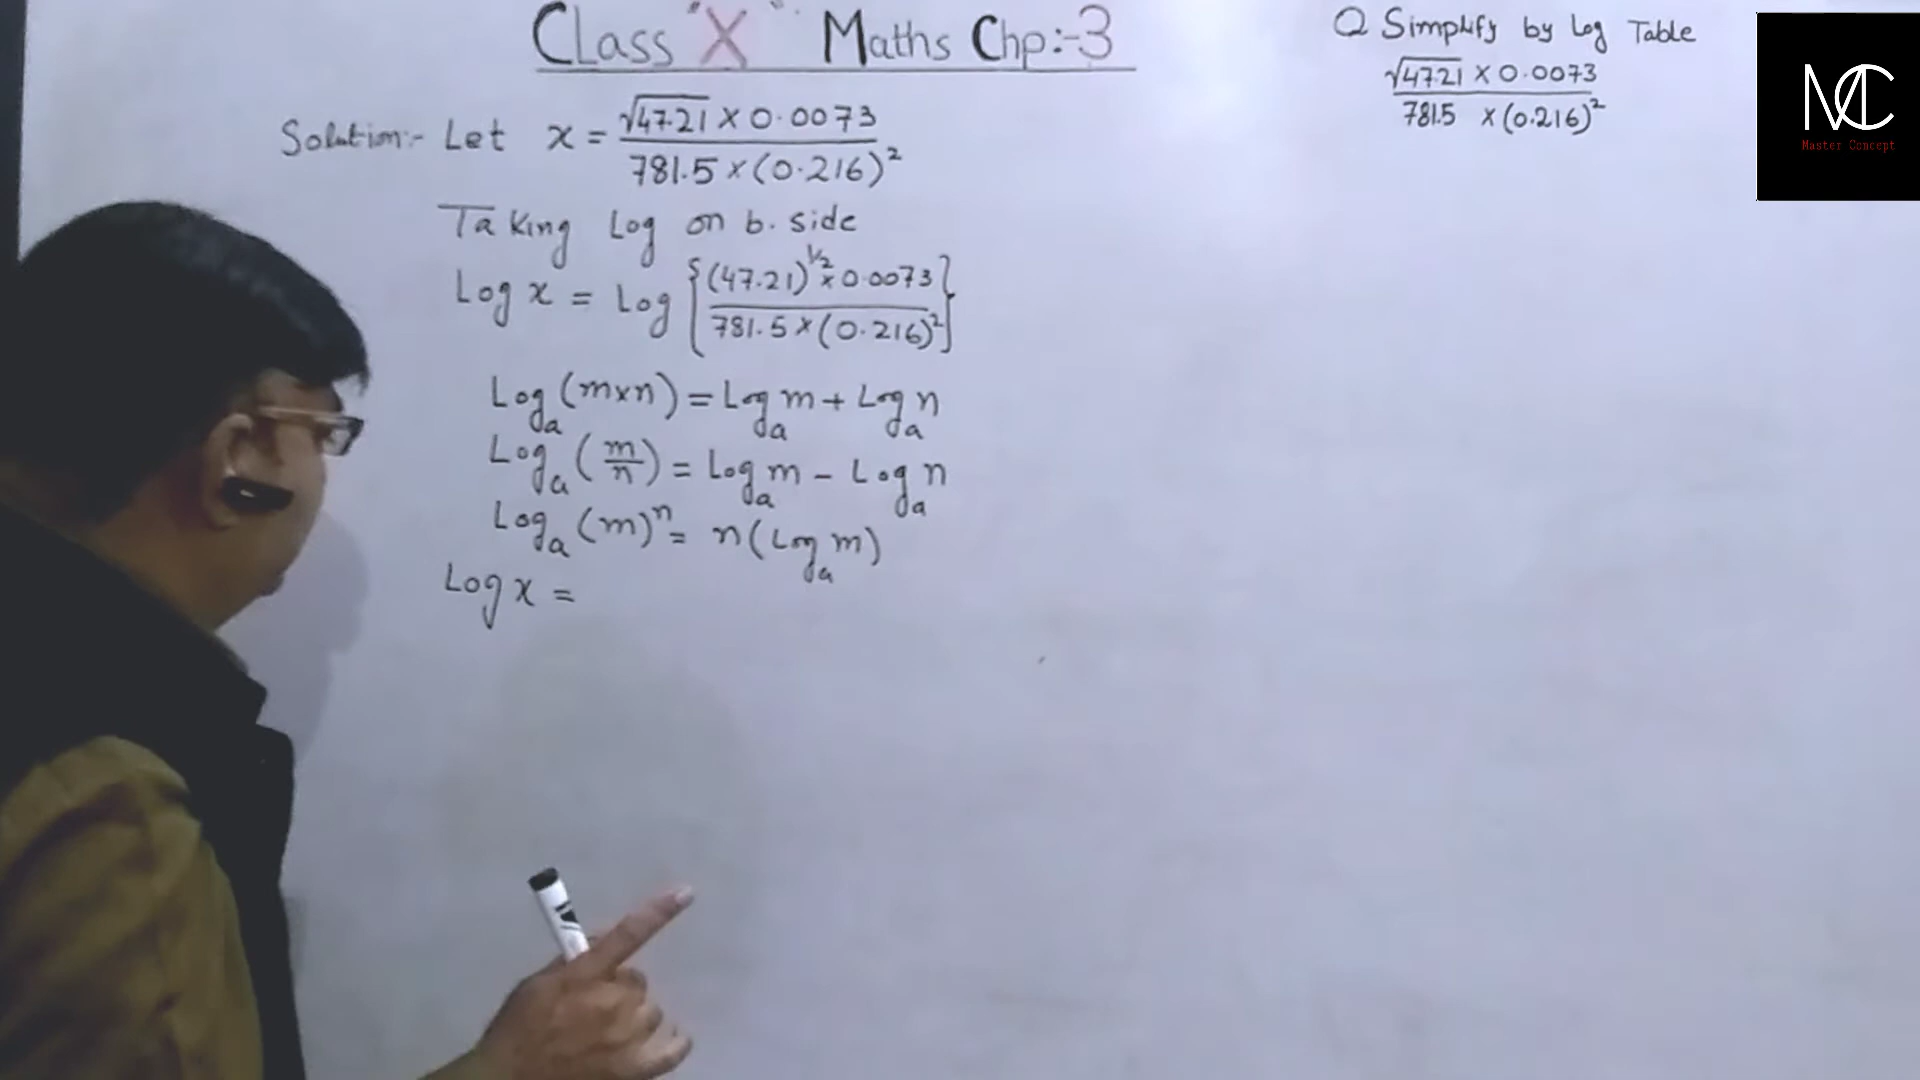 Class "X" Maths Chp:-3
Solution:- Let x = √47.21 × 0.0073 / 781.5 × (0.216)²
Taking Log on b. side
Log x = Log {(47.21)^1/2 × 0.0073 / 781.5 × (0.216)²}
Log_a (m×n) = Log_a m + Log_a n
Log_a (m/n) = Log_a m - Log_a n
Log_a (m)ⁿ = n(Log_a m)
Log x =
Q Simplify by Log Table
√47.21 × 0.0073
781.5 × (0.216)²
MC
Master Concept